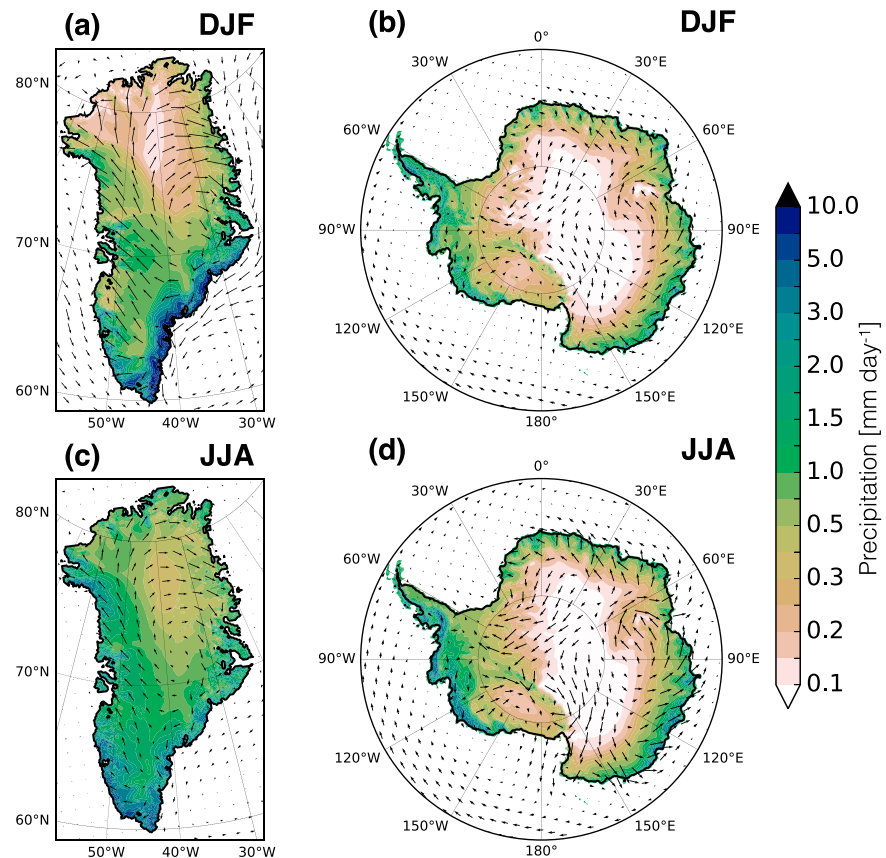 (a) DJF
80°N
70°N
60°N
50°W 40°W 30°W
(b) DJF
0°
30°W 30°E
60°W 60°E
90°W 90°E
120°W 120°E
150°W 150°E
180°
(c) JJA
80°N
70°N
60°N
50°W 40°W 30°W
(d) JJA
0°
30°W 30°E
60°W 60°E
90°W 90°E
120°W 120°E
150°W 150°E
180°
10.0
5.0
3.0
2.0
1.5
1.0
0.5
0.3
0.2
0.1
Precipitation [mm day-1]